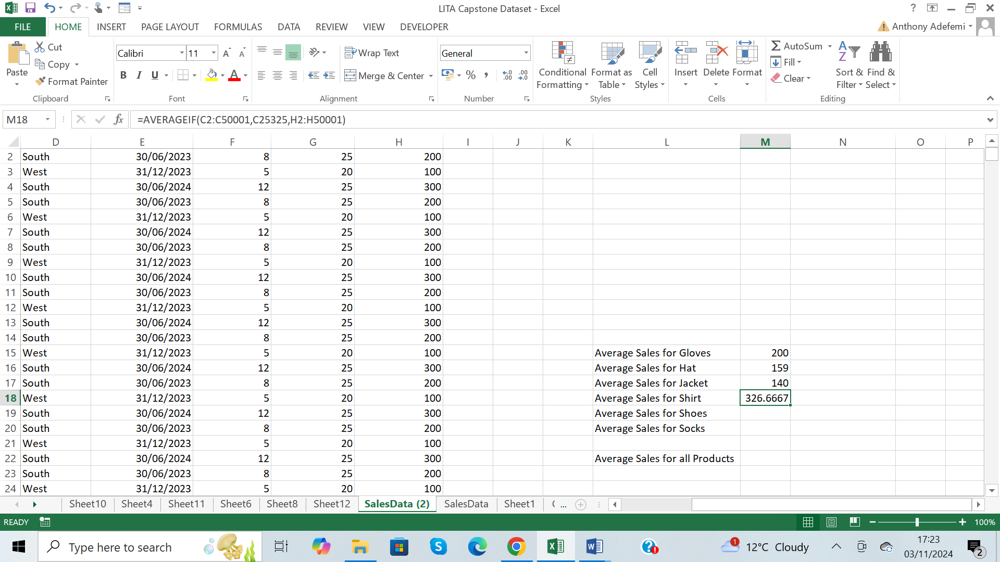 LITA Capstone Dataset - Excel
?
FILE HOME INSERT PAGE LAYOUT FORMULAS DATA REVIEW VIEW DEVELOPER Anthony Adefemi
Paste Cut Copy Format Painter Clipboard
Calibri 11 B I U Font
Wrap Text Merge & Center Alignment
General % Number
Conditional Formatting Format as Table Cell Styles Styles
Insert Delete Format Cells
AutoSum Fill Clear Sort & Filter Find & Select Editing
M18 fx =AVERAGEIF(C2:C50001,C25325,H2:H50001)
D E F G H I J K L M N O P
2 South 30/06/2023 8 25 200
3 West 31/12/2023 5 20 100
4 South 30/06/2024 12 25 300
5 South 30/06/2023 8 25 200
6 West 31/12/2023 5 20 100
7 South 30/06/2024 12 25 300
8 South 30/06/2023 8 25 200
9 West 31/12/2023 5 20 100
10 South 30/06/2024 12 25 300
11 South 30/06/2023 8 25 200
12 West 31/12/2023 5 20 100
13 South 30/06/2024 12 25 300
14 South 30/06/2023 8 25 200
15 West 31/12/2023 5 20 100 Average Sales for Gloves 200
16 South 30/06/2024 12 25 300 Average Sales for Hat 159
17 South 30/06/2023 8 25 200 Average Sales for Jacket 140
18 West 31/12/2023 5 20 100 Average Sales for Shirt 326.6667
19 South 30/06/2024 12 25 300 Average Sales for Shoes
20 South 30/06/2023 8 25 200 Average Sales for Socks
21 West 31/12/2023 5 20 100
22 South 30/06/2024 12 25 300 Average Sales for all Products
23 South 30/06/2023 8 25 200
24 West 31/12/2023 5 20 100
Sheet10 Sheet4 Sheet11 Sheet6 Sheet8 Sheet12 SalesData (2) SalesData Sheet1 ...
READY 100%
Type here to search 1 12°C Cloudy 17:23
03/11/2024 2